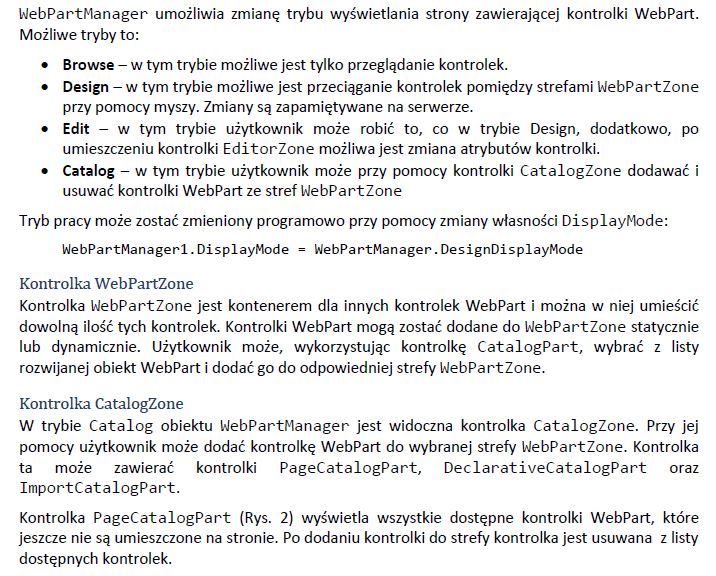 WebPartManager umożliwia zmianę trybu wyświetlania strony zawierającej kontrolki WebPart.
Możliwe tryby to:
• Browse – w tym trybie możliwe jest tylko przeglądanie kontrolek.
• Design – w tym trybie możliwe jest przeciąganie kontrolek pomiędzy strefami WebPartZone
przy pomocy myszy. Zmiany są zapamiętywane na serwerze.
• Edit – w tym trybie użytkownik może robić to, co w trybie Design, dodatkowo, po
umieszczeniu kontrolki EditorZone możliwa jest zmiana atrybutów kontrolki.
• Catalog – w tym trybie użytkownik może przy pomocy kontrolki CatalogZone dodawać i
usuwać kontrolki WebPart ze stref WebPartZone
Tryb pracy może zostać zmieniony programowo przy pomocy zmiany własności DisplayMode:
WebPartManager1.DisplayMode = WebPartManager.DesignDisplayMode
Kontrolka WebPartZone
Kontrolka WebPartZone jest kontenerem dla innych kontrolek WebPart i można w niej umieścić
dowolną ilość tych kontrolek. Kontrolki WebPart mogą zostać dodane do WebPartZone statycznie
lub dynamicznie. Użytkownik może, wykorzystując kontrolkę CatalogPart, wybrać z listy
rozwijanej obiekt WebPart i dodać go do odpowiedniej strefy WebPartZone.
Kontrolka CatalogZone
W trybie Catalog obiektu WebPartManager jest widoczna kontrolka CatalogZone. Przy jej
pomocy użytkownik może dodać kontrolkę WebPart do wybranej strefy WebPartZone. Kontrolka
ta może zawierać kontrolki PageCatalogPart, DeclarativeCatalogPart oraz
ImportCatalogPart.
Kontrolka PageCatalogPart (Rys. 2) wyświetla wszystkie dostępne kontrolki WebPart, które
jeszcze nie są umieszczone na stronie. Po dodaniu kontrolki do strefy kontrolka jest usuwana z listy
dostępnych kontrolek.